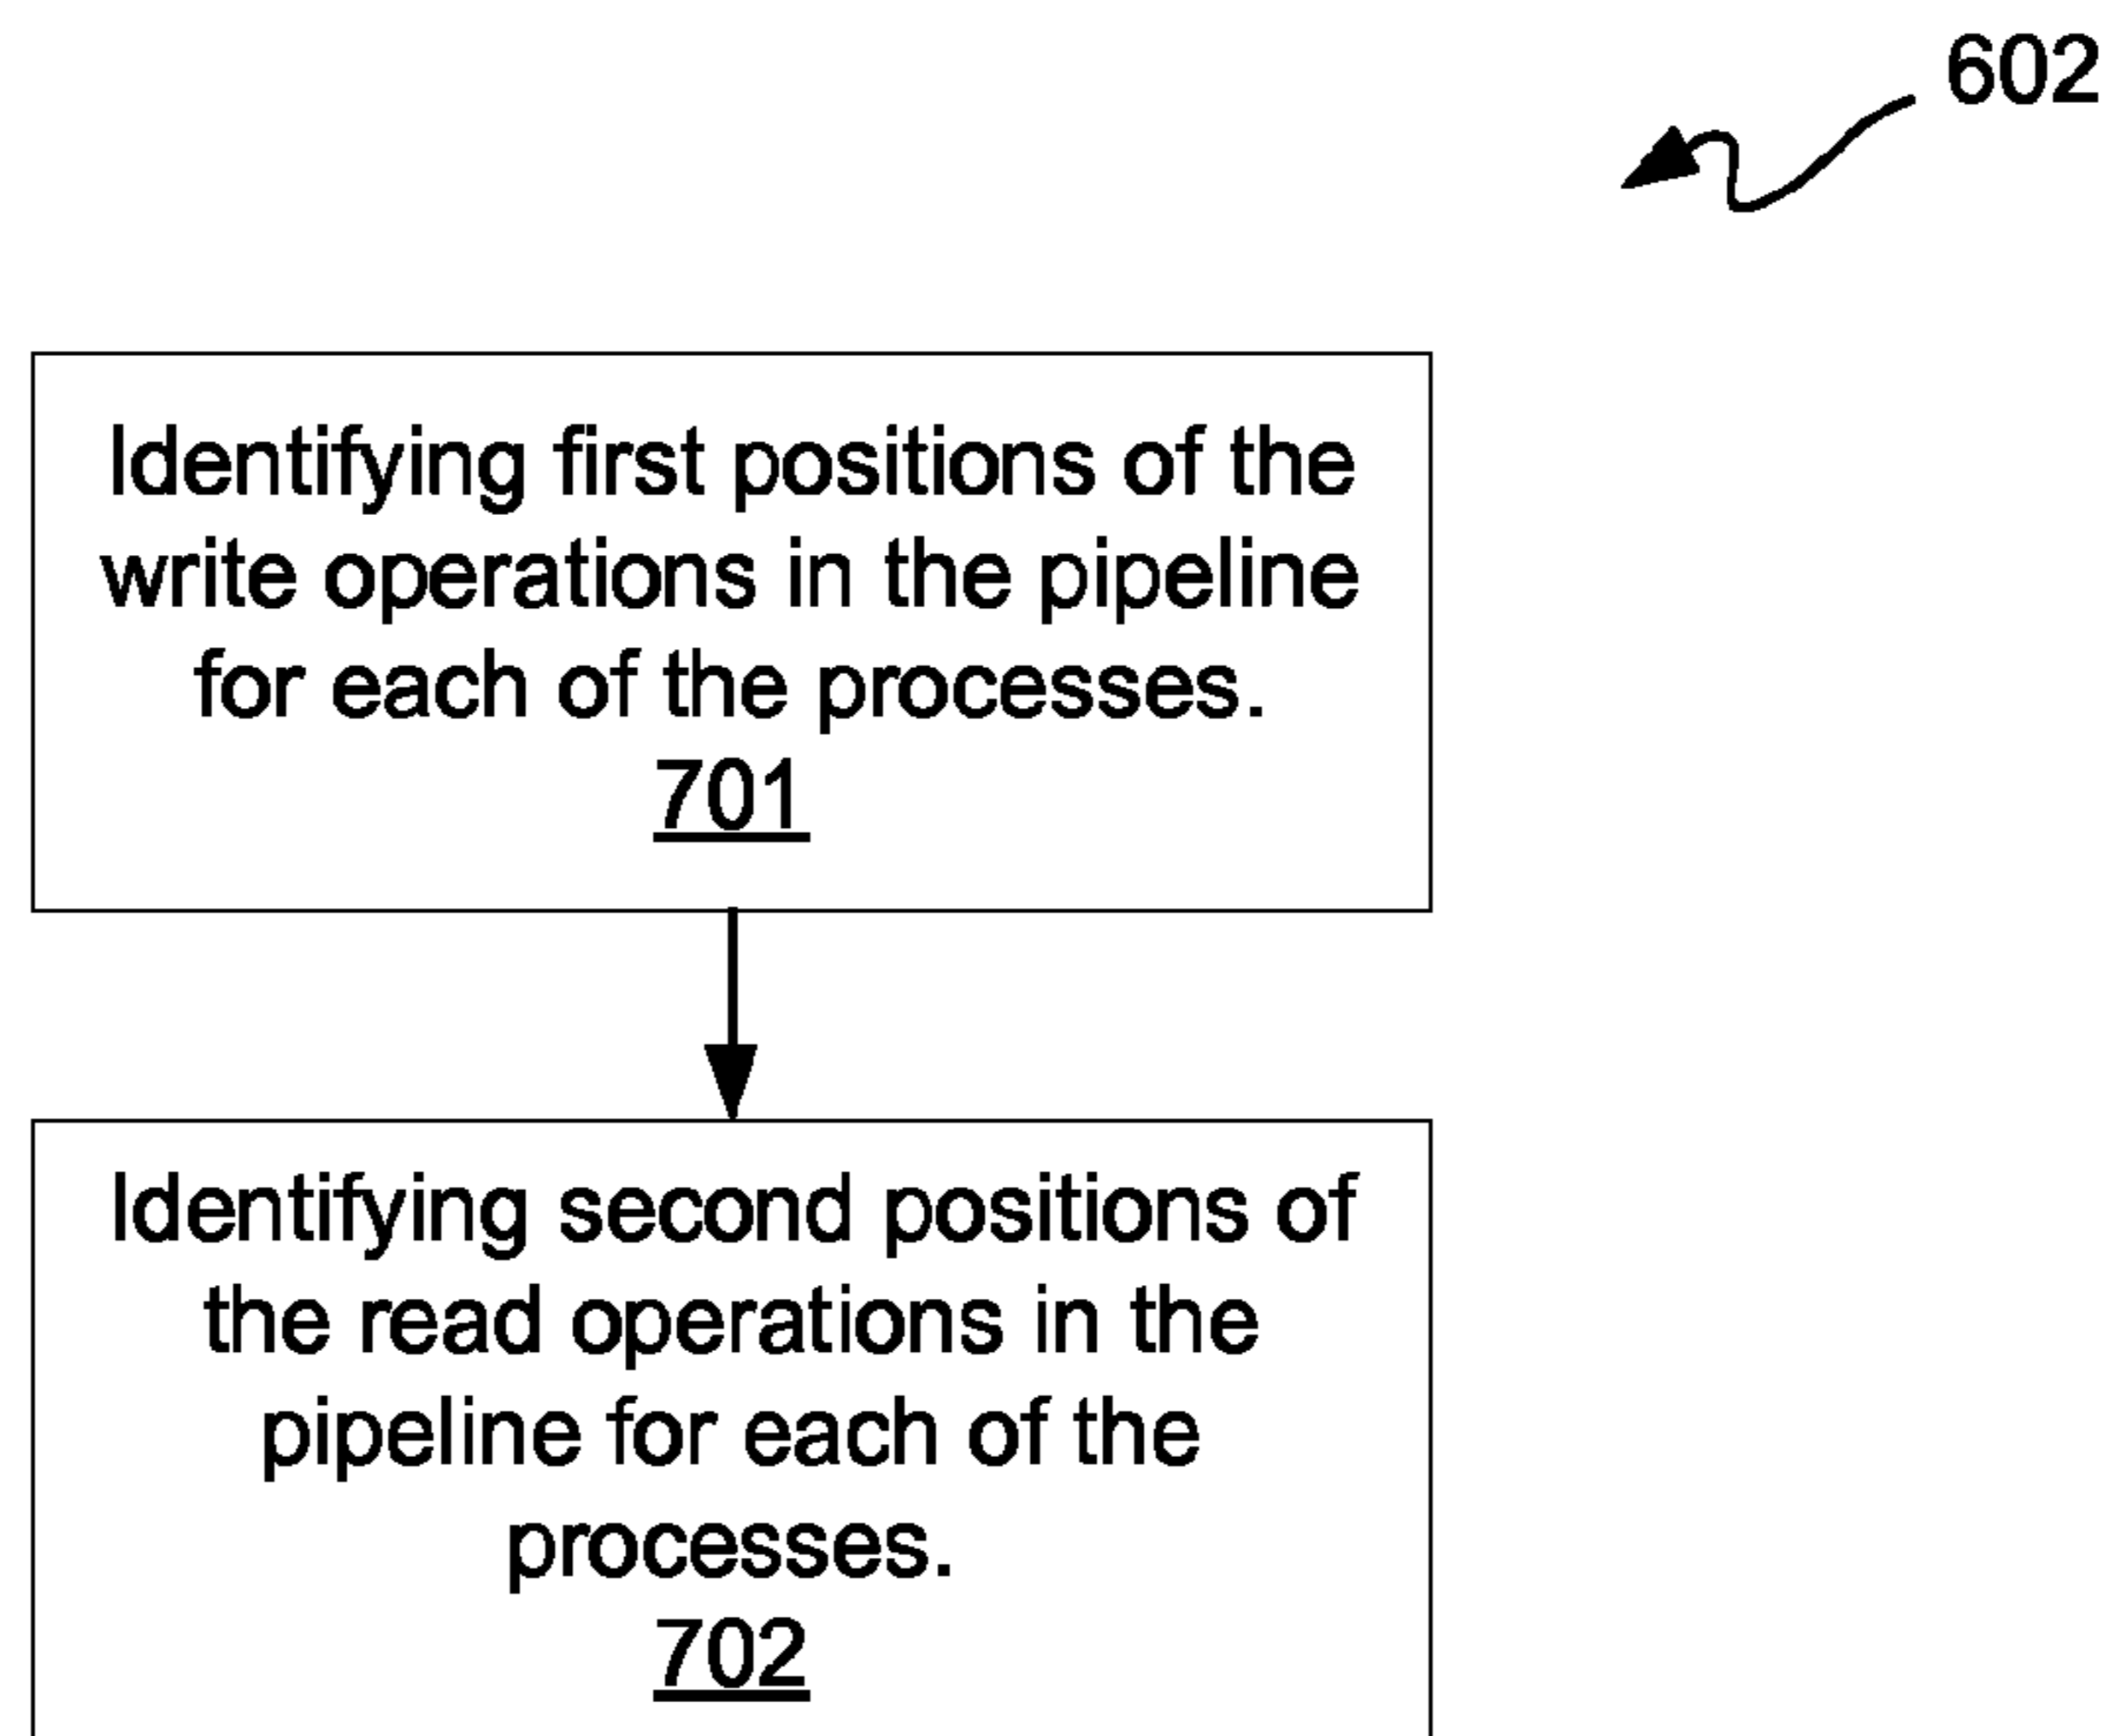 602
Identifying first positions of the
write operations in the pipeline
for each of the processes.
701
Identifying second positions of
the read operations in the
pipeline for each of the
processes.
702